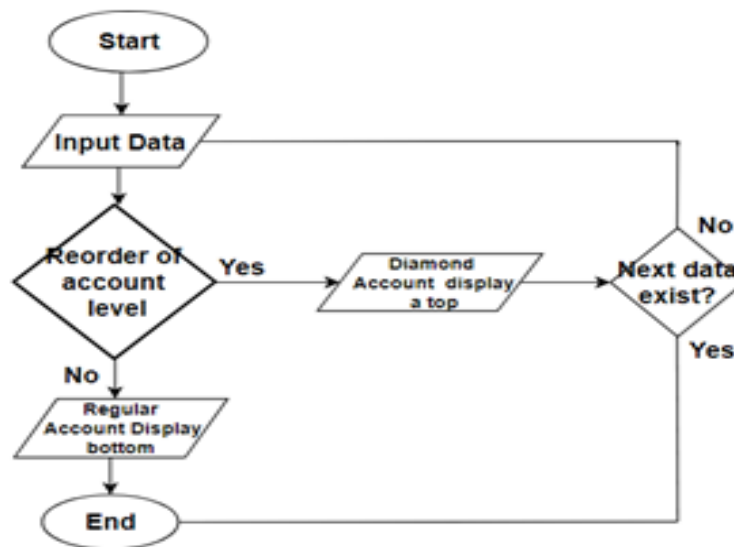 Start
Input Data
Reorder of
account
level
Yes
Diamond
Account display
a top
No
Next data
exist?
Yes
No
Regular
Account Display
bottom
End